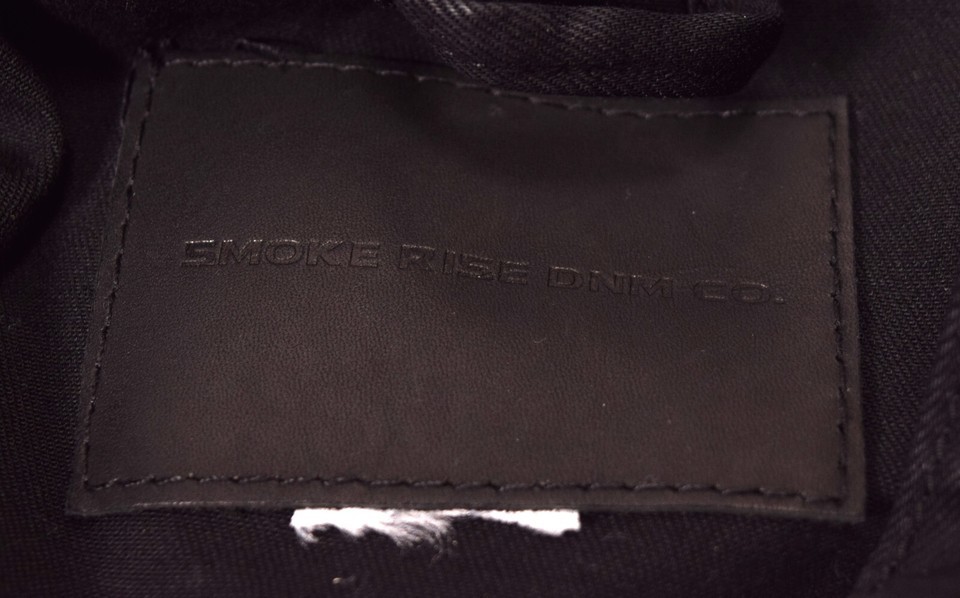 SMOKE RISE DNM CO.